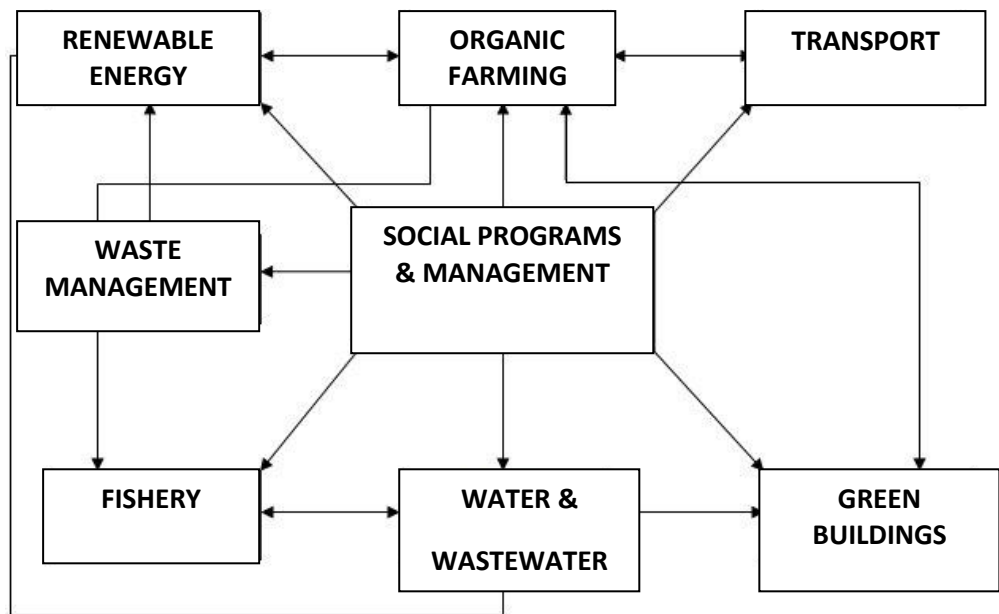 RENEWABLE
ENERGY
ORGANIC
FARMING
TRANSPORT
WASTE
MANAGEMENT
SOCIAL PROGRAMS
& MANAGEMENT
FISHERY
WATER &
WASTEWATER
GREEN
BUILDINGS